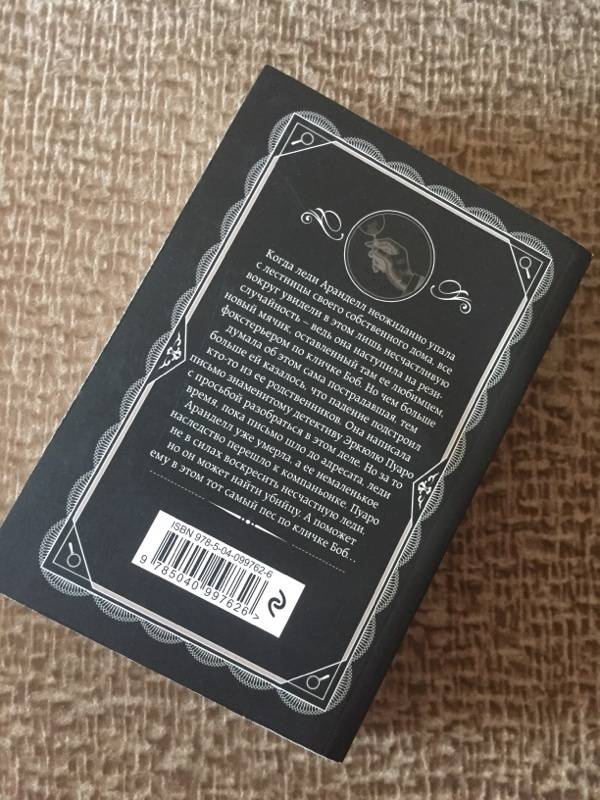 Когда леди Аранделл неожиданно упала
с лестницы своего собственного дома, все
вокруг увидели в этом лишь несчастливую
случайность – ведь она наступила на рези-
новый мячик, оставленный там ее любимцем,
фокстерьером по кличке Боб. Но чем больше
думала об этом сама пострадавшая, тем
больше ей казалось, что падение подстроил
кто-то из ее родственников. Она написала
письмо знаменитому детективу Эркюлю Пуаро
с просьбой разобраться в этом деле. Но за то
время, пока письмо шло до адресата, леди
Аранделл уже умерла, а ее немаленькое
наследство перешло к компаньонке. Пуаро
не в силах воскресить несчастную леди,
но он может найти убийцу. А поможет
ему в этом тот самый пес по кличке Боб...
ISBN 978-5-04-099762-6
9 785040 997626 >